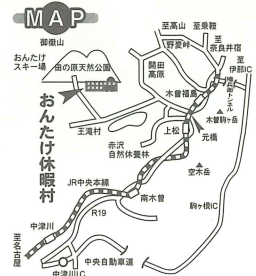 MAP
御嶽山
おんたけ
スキー場
田の原天然公園
おんたけ休暇村
王滝村
至高山
至乗鞍
野麦峠
至
奈良井宿
至
伊那IC
開田
高原
木曽福島
トンネル
木曽駒ヶ岳
上松
元橋
赤沢
自然休養林
空木岳
JR中央本線
南木曽
駒ヶ根IC
R19
中津川
至名古屋
中央自動車道
中津川I.C